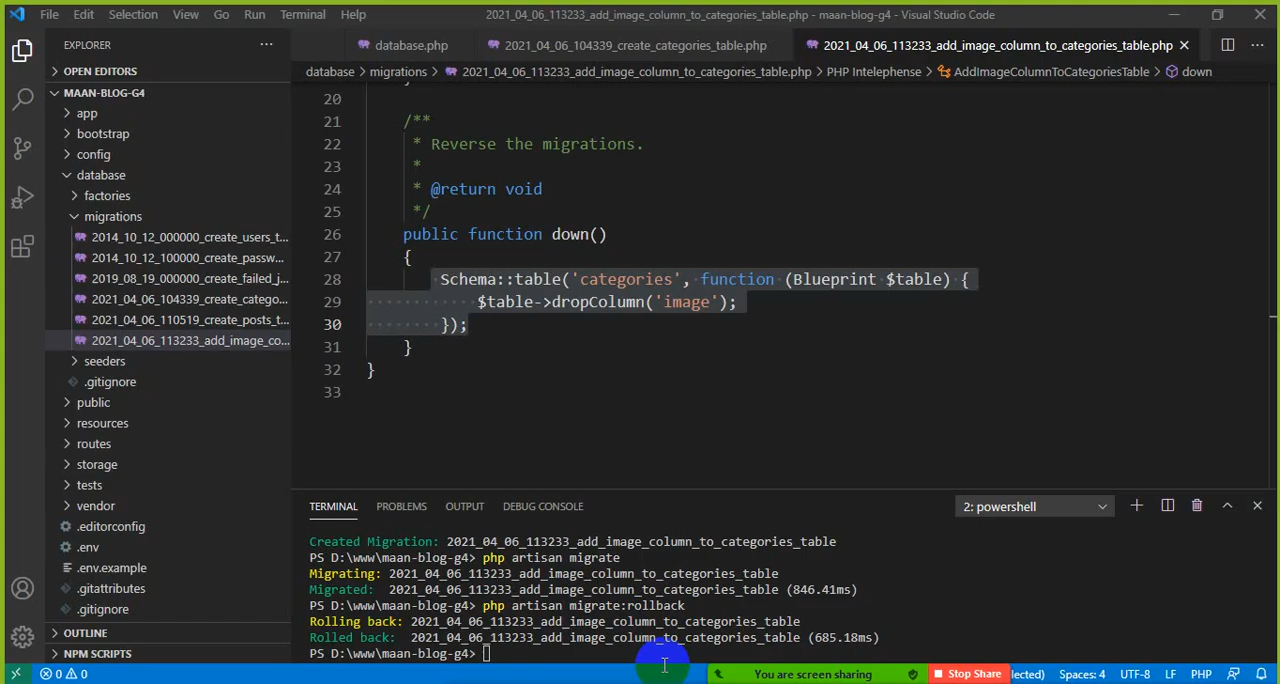 File Edit Selection View Go Run Terminal Help
2021_04_06_113233_add_image_column_to_categories_table.php - maan-blog-g4 - Visual Studio Code
EXPLORER
OPEN EDITORS
MAAN-BLOG-G4
app
bootstrap
config
database
factories
migrations
2014_10_12_000000_create_users_t...
2014_10_12_100000_create_passw...
2019_08_19_000000_create_failed_j...
2021_04_06_104339_create_catego...
2021_04_06_110519_create_posts_t...
2021_04_06_113233_add_image_co...
seeders
.gitignore
public
resources
routes
storage
tests
vendor
.editorconfig
.env
.env.example
.gitattributes
.gitignore
OUTLINE
NPM SCRIPTS
database.php
2021_04_06_104339_create_categories_table.php
2021_04_06_113233_add_image_column_to_categories_table.php
database > migrations > 2021_04_06_113233_add_image_column_to_categories_table.php > PHP Intelephense > AddImageColumnToCategoriesTable > down
20
21 /**
22 * Reverse the migrations.
23 *
24 * @return void
25 */
26 public function down()
27 {
28 Schema::table('categories', function (Blueprint $table) {
29 $table->dropColumn('image');
30 });
31 }
32 }
33
TERMINAL PROBLEMS OUTPUT DEBUG CONSOLE
2: powershell
Created Migration: 2021_04_06_113233_add_image_column_to_categories_table
PS D:\www\maan-blog-g4> php artisan migrate
Migrating: 2021_04_06_113233_add_image_column_to_categories_table
Migrated: 2021_04_06_113233_add_image_column_to_categories_table (846.41ms)
PS D:\www\maan-blog-g4> php artisan migrate:rollback
Rolling back: 2021_04_06_113233_add_image_column_to_categories_table
Rolled back: 2021_04_06_113233_add_image_column_to_categories_table (685.18ms)
PS D:\www\maan-blog-g4>
0 0
You are screen sharing
Stop Share
lected)
Spaces: 4
UTF-8
LF
PHP